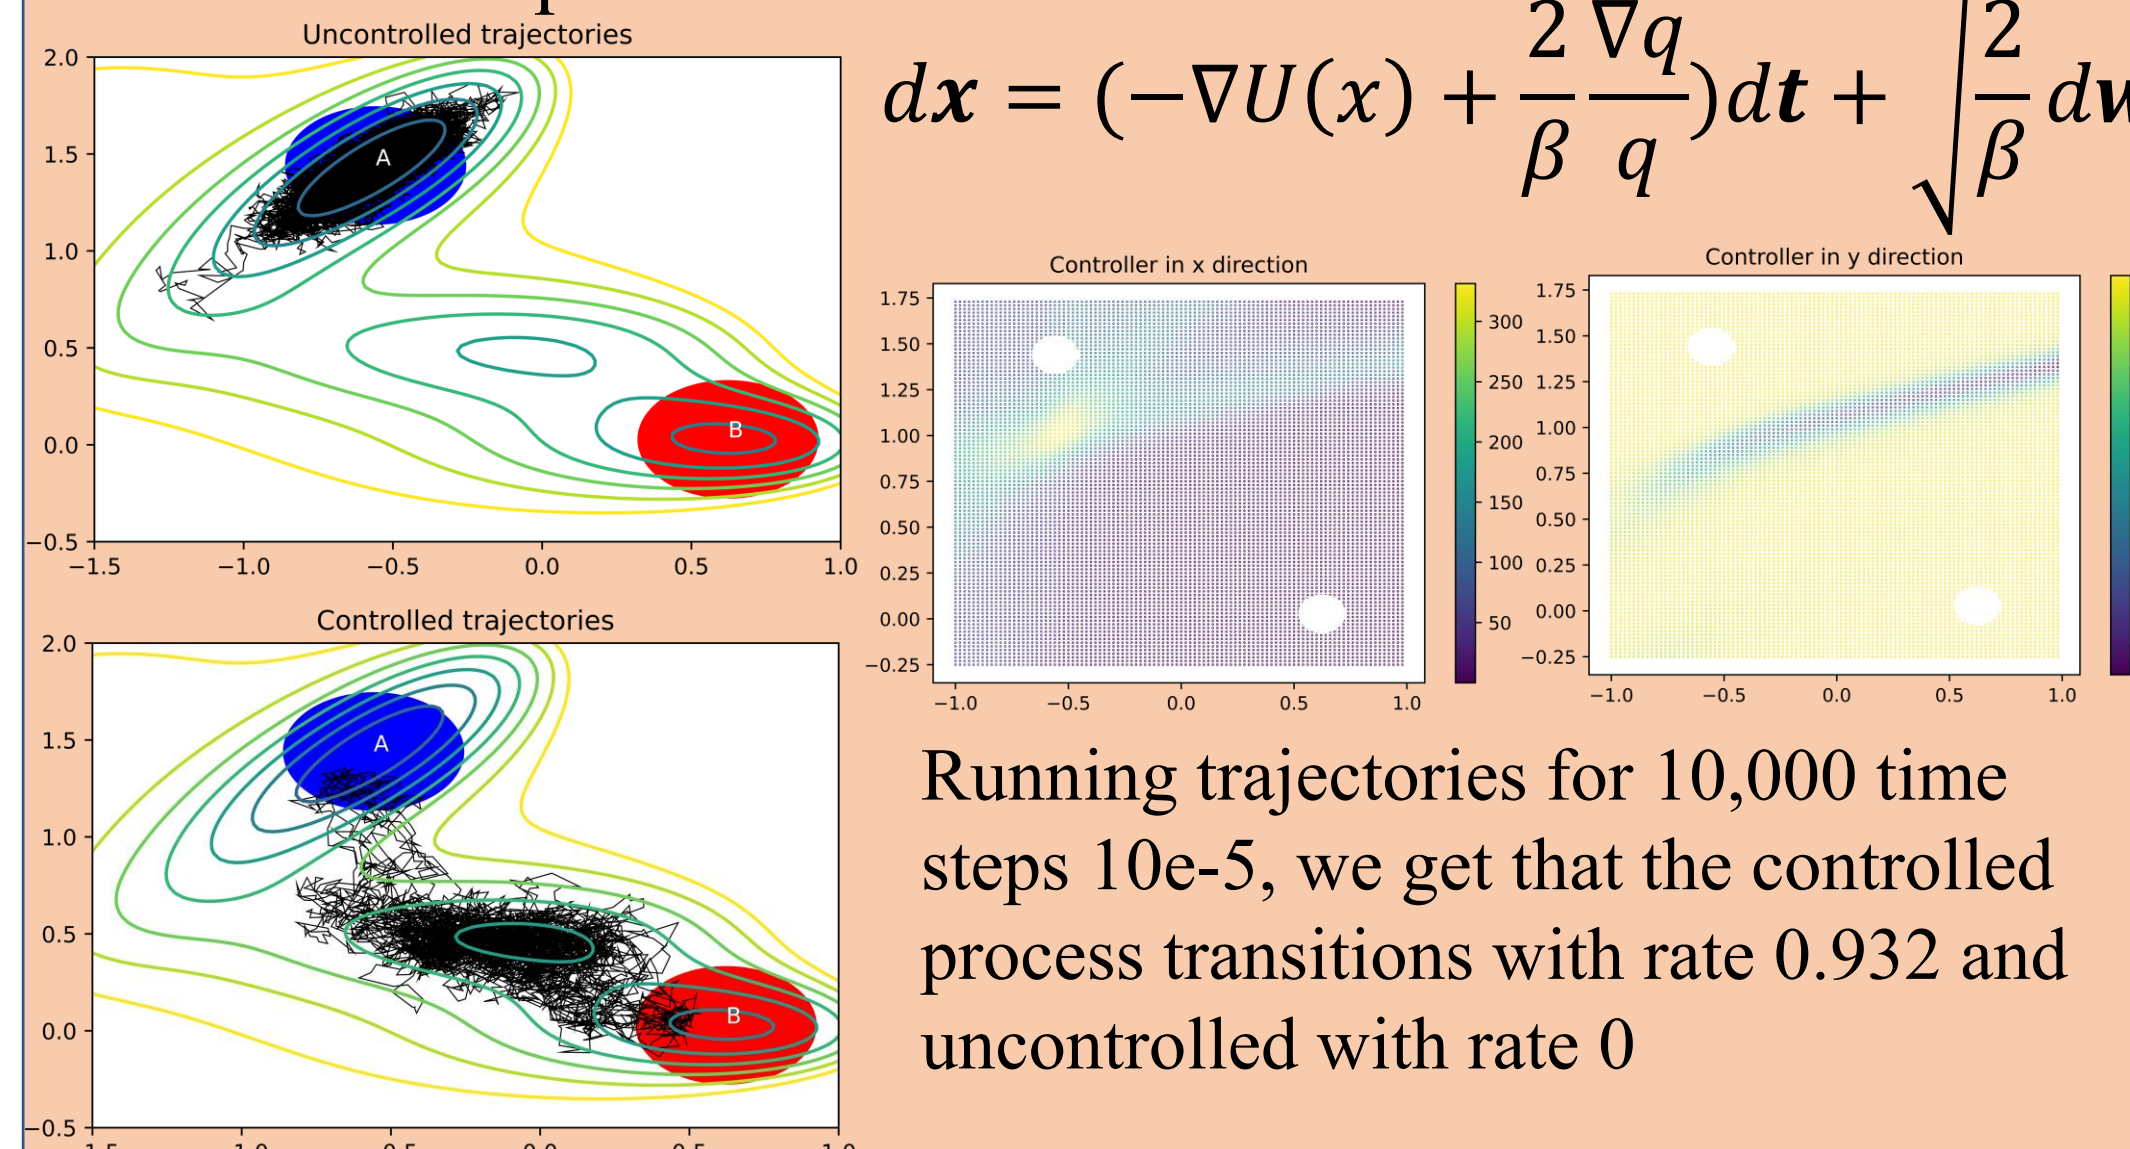 Uncontrolled trajectories
2.0
1.5
1.0
0.5
0.0
−0.5
−1.5 −1.0 −0.5 0.0 0.5 1.0
A
B
d𝒙 = (−∇U(x) + 2/β ∇q/q)d𝒕 + √(2/β) d𝒘
Controller in x direction
1.75
1.50
1.25
1.00
0.75
0.50
0.25
0.00
−0.25
−1.0 −0.5 0.0 0.5 1.0
300
250
200
150
100
50
Controller in y direction
1.75
1.50
1.25
1.00
0.75
0.50
0.25
0.00
−0.25
−1.0 −0.5 0.0 0.5 1.0
Controlled trajectories
2.0
1.5
1.0
0.5
0.0
−0.5
A
B
Running trajectories for 10,000 time
steps 10e-5, we get that the controlled
process transitions with rate 0.932 and
uncontrolled with rate 0